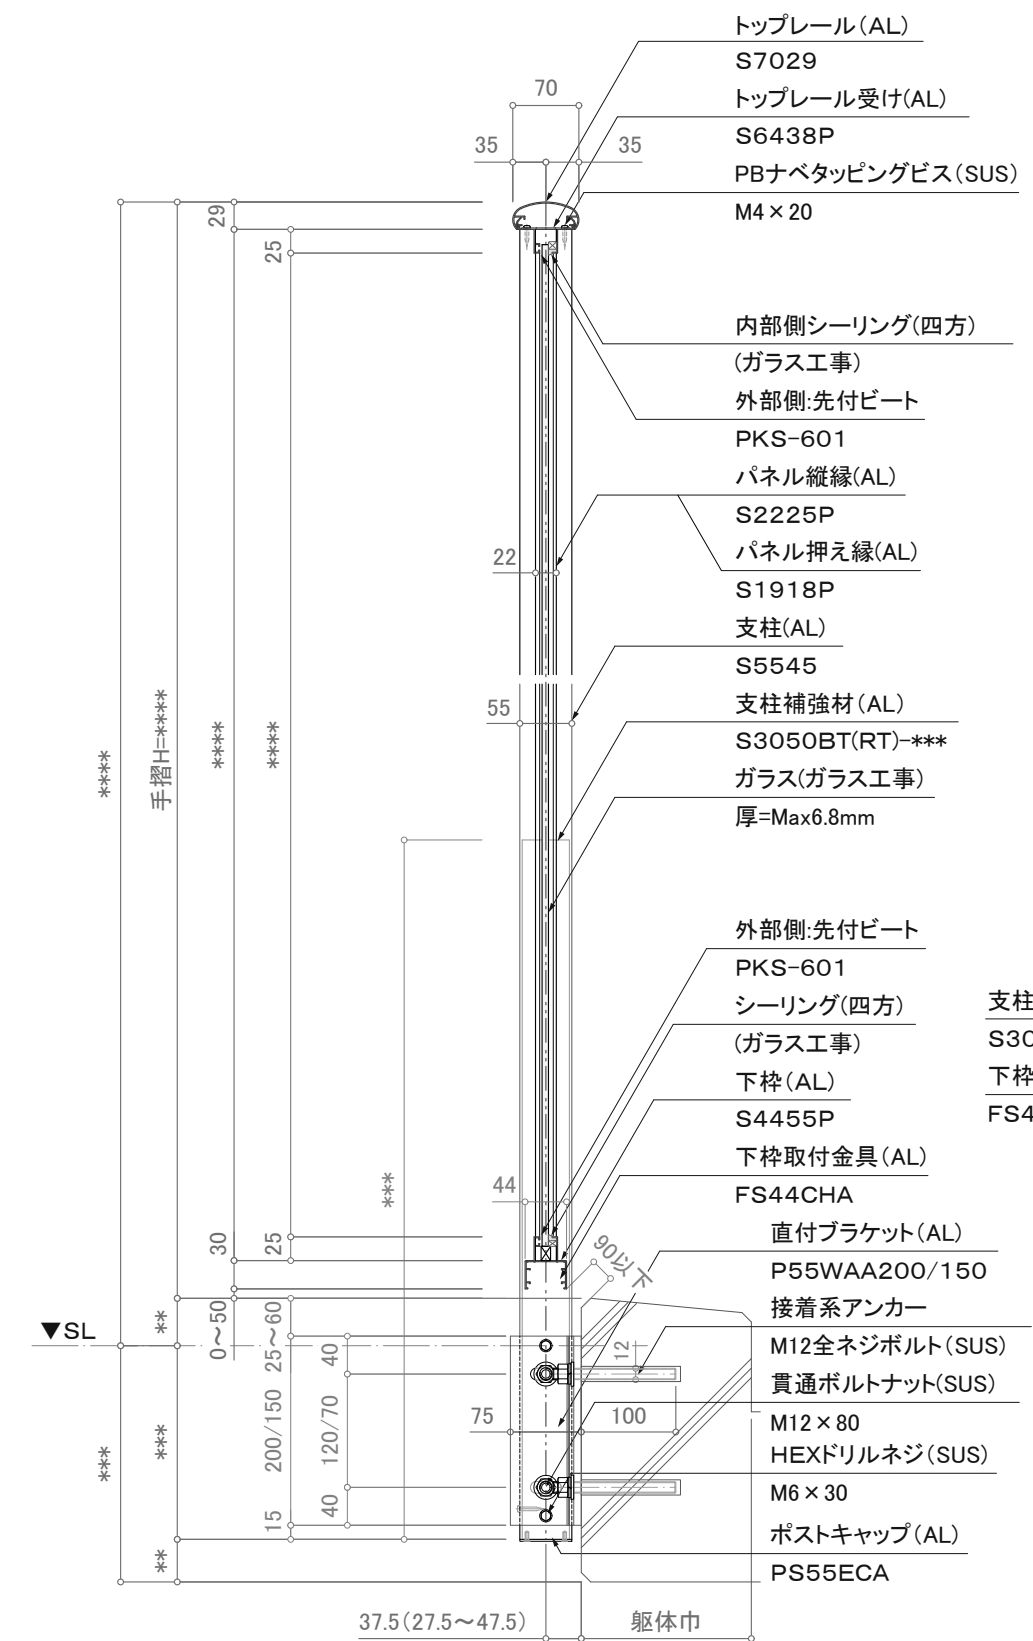 トップレール(AL)
S7029
70
トップレール受け(AL)
S6438P
35
35
PBナベタッピングビス(SUS)
M4×20
29
25
内部側シーリング(四方)
(ガラス工事)
外部側:先付ビート
PKS-601
パネル縦縁(AL)
S2225P
パネル押え縁(AL)
22
S1918P
支柱(AL)
S5545
支柱補強材(AL)
55
S3050BT(RT)-***
ガラス(ガラス工事)
厚=Max6.8mm
****
手摺H=****
****
****
外部側:先付ビート
PKS-601
シーリング(四方)
(ガラス工事)
下枠(AL)
S4455P
下枠取付金具(AL)
FS44CHA
支柱
S30
下枠
FS4
***
44
30
25
90以下
直付ブラケット(AL)
P55WAA200/150
接着系アンカー
M12全ネジボルト(SUS)
貫通ボルトナット(SUS)
M12×80
HEXドリルネジ(SUS)
M6×30
ポストキャップ(AL)
PS55ECA
▼SL
**
0～50
25～60
40
12
75
100
***
***
200/150
120/70
40
15
**
37.5(27.5～47.5)
躯体巾